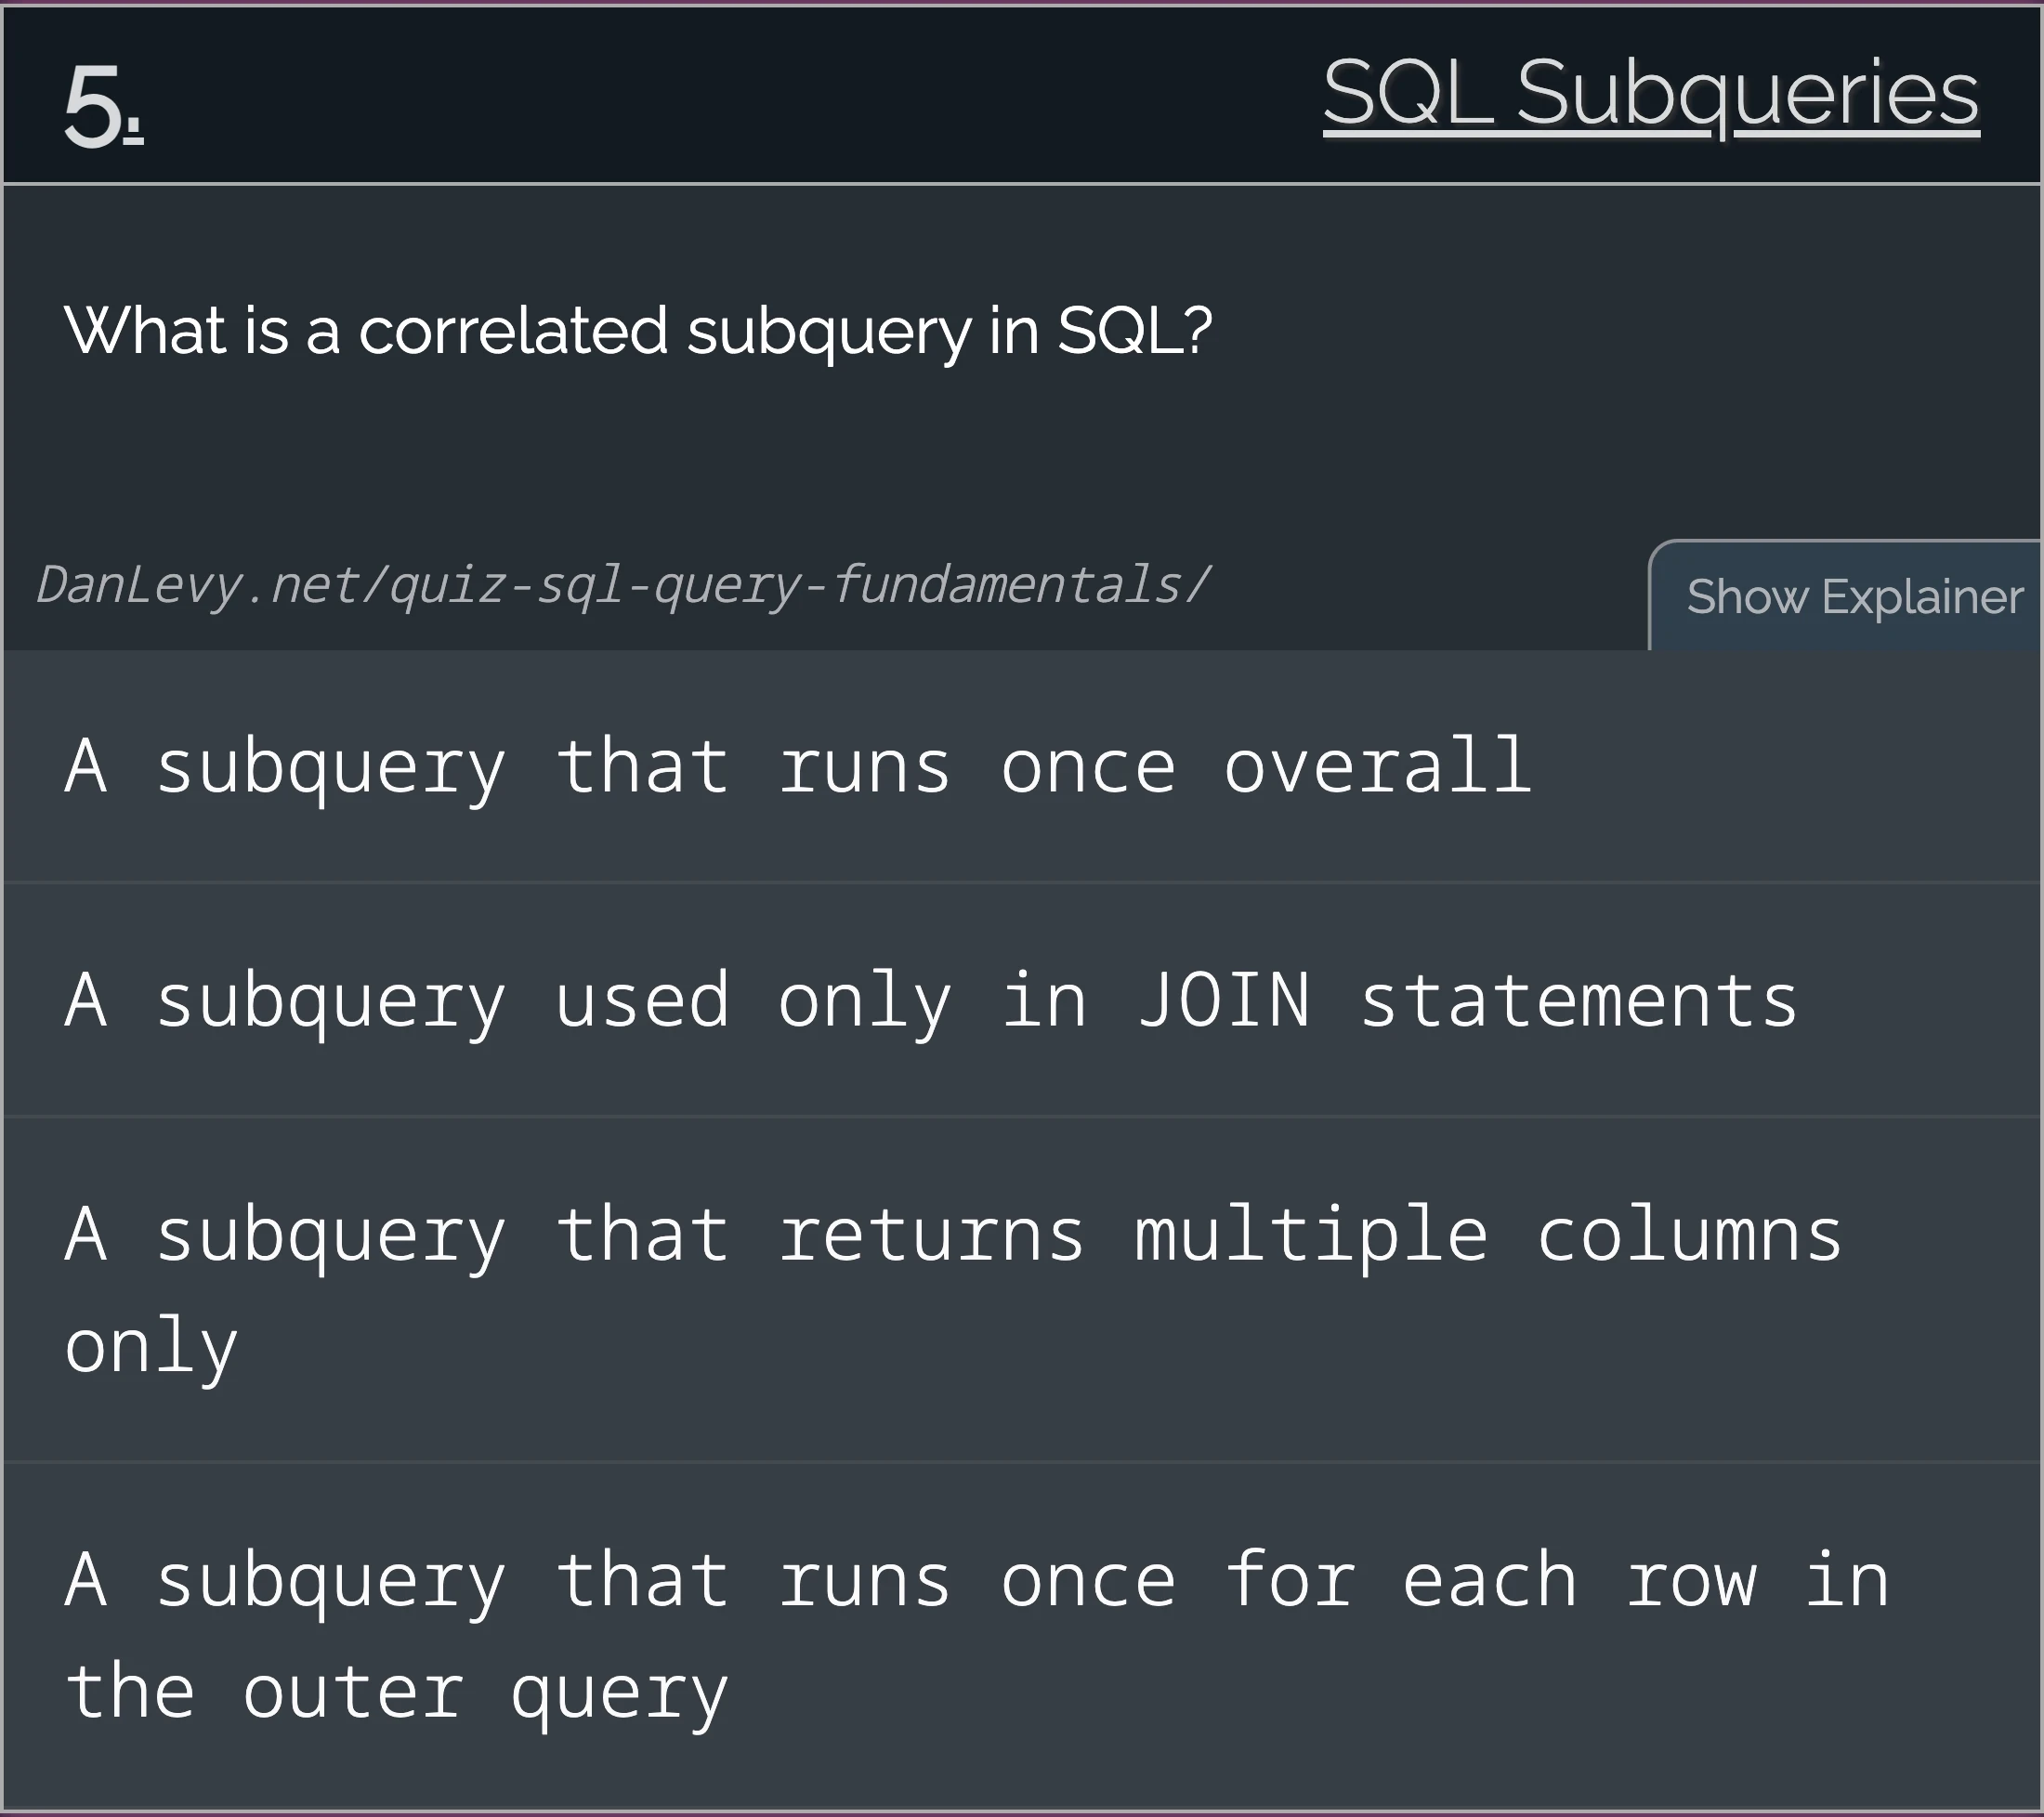 5.
SQL Subqueries
What is a correlated subquery in SQL?
DanLevy.net/quiz-sql-query-fundamentals/
Show Explainer
A subquery that runs once overall
A subquery used only in JOIN statements
A subquery that returns multiple columns
only
A subquery that runs once for each row in
the outer query